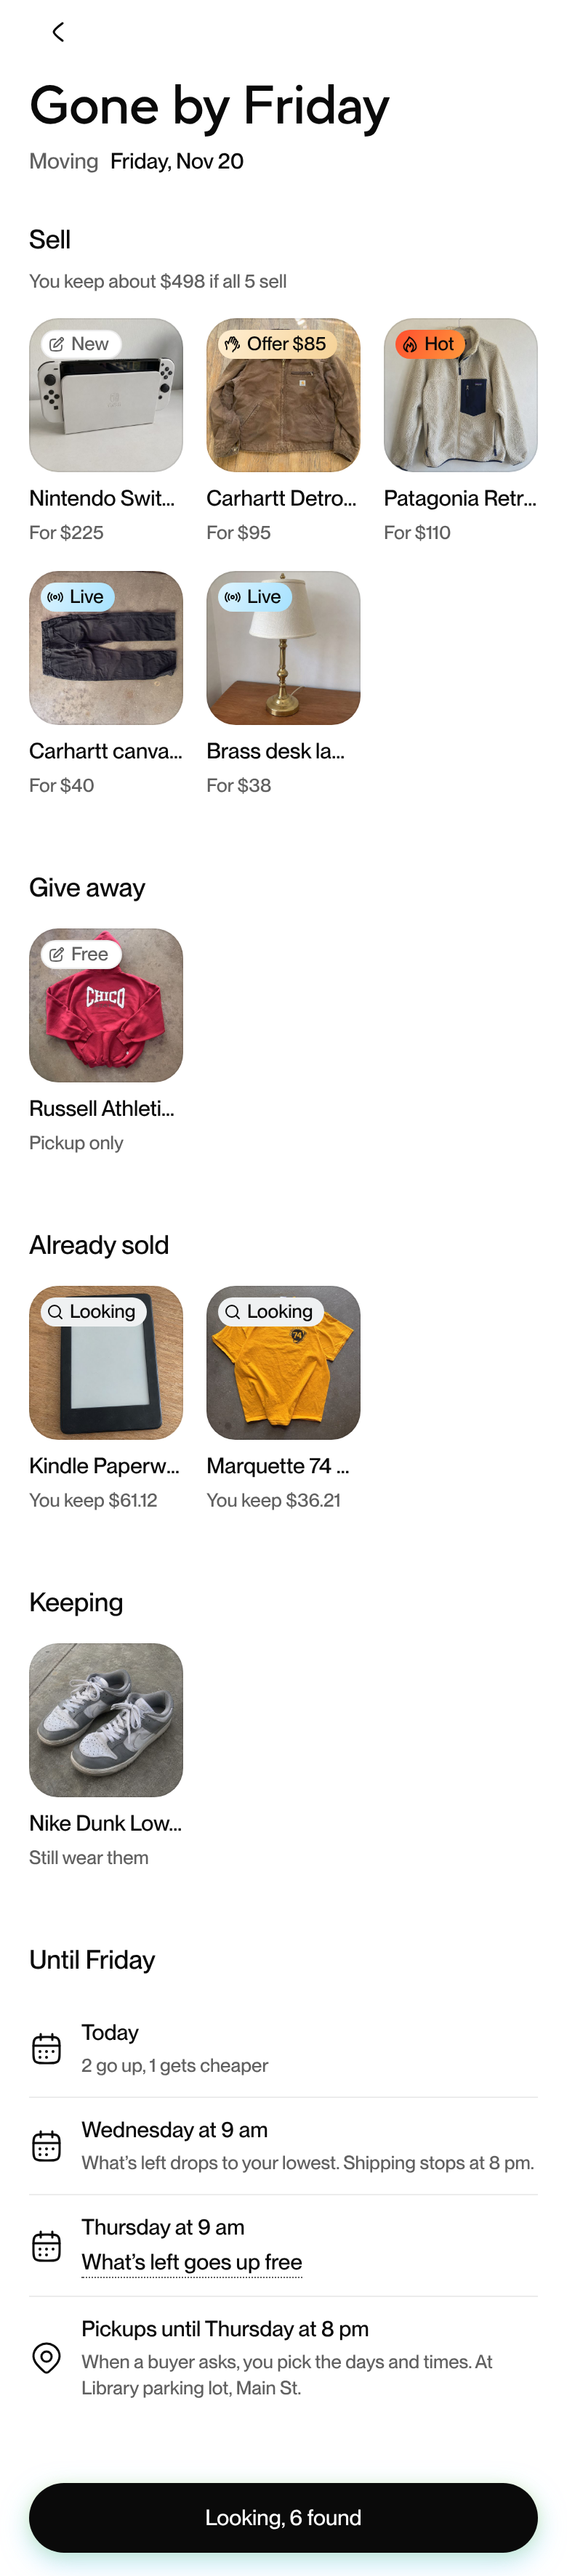 Gone by Friday
Moving Friday, Nov 20
Sell
You keep about $498 if all 5 sell
New
Offer $85
Hot
Nintendo Swit...
Carhartt Detro...
Patagonia Retr...
For $225
For $95
For $110
Live
Live
Carhartt canva...
Brass desk la...
For $40
For $38
Give away
Free
CHICO
Russell Athleti...
Pickup only
Already sold
Looking
Looking
74
Kindle Paperw...
Marquette 74 ...
You keep $61.12
You keep $36.21
Keeping
Nike Dunk Low...
Still wear them
Until Friday
Today
2 go up, 1 gets cheaper
Wednesday at 9 am
What's left drops to your lowest. Shipping stops at 8 pm.
Thursday at 9 am
What's left goes up free
Pickups until Thursday at 8 pm
When a buyer asks, you pick the days and times. At
Library parking lot, Main St.
Looking, 6 found